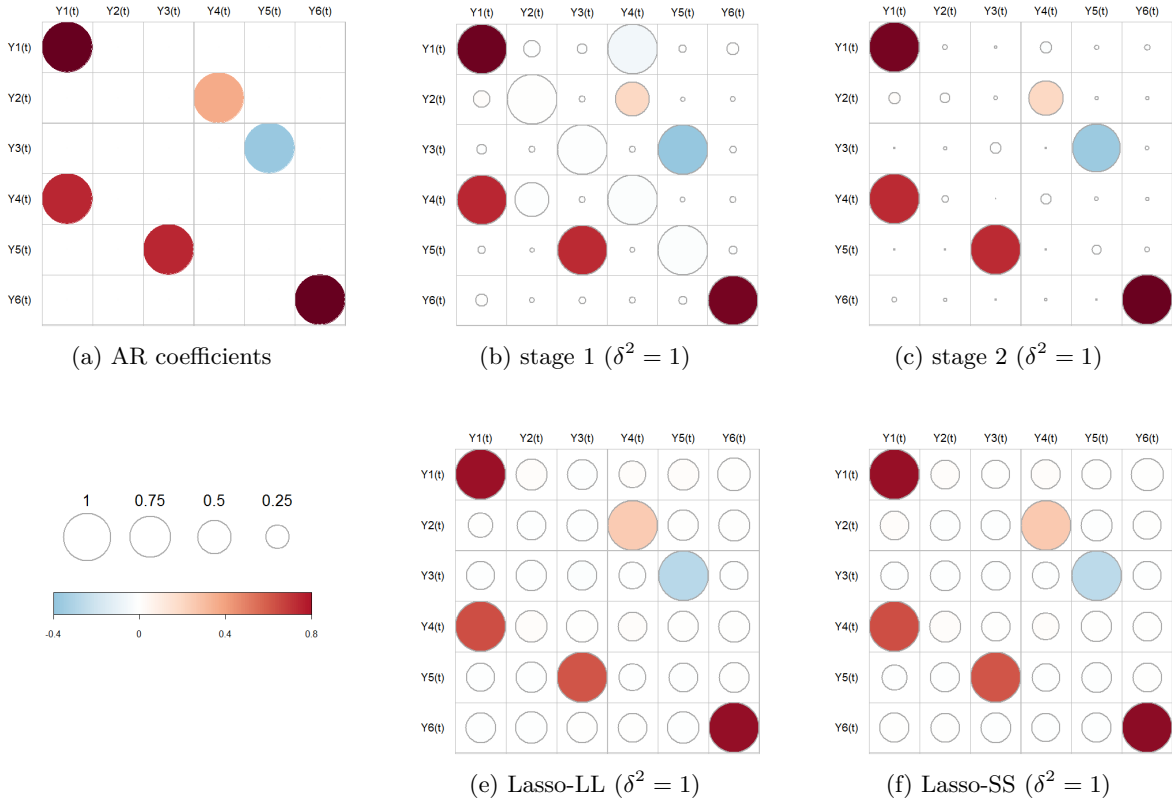 Y1(t) Y2(t) Y3(t) Y4(t) Y5(t) Y6(t)
Y1(t)
Y2(t)
Y3(t)
Y4(t)
Y5(t)
Y6(t)
(a) AR coefficients
Y1(t) Y2(t) Y3(t) Y4(t) Y5(t) Y6(t)
Y1(t)
Y2(t)
Y3(t)
Y4(t)
Y5(t)
Y6(t)
(b) stage 1 (δ² = 1)
Y1(t) Y2(t) Y3(t) Y4(t) Y5(t) Y6(t)
Y1(t)
Y2(t)
Y3(t)
Y4(t)
Y5(t)
Y6(t)
(c) stage 2 (δ² = 1)
1 0.75 0.5 0.25
-0.4 0 0.4 0.8
Y1(t) Y2(t) Y3(t) Y4(t) Y5(t) Y6(t)
Y1(t)
Y2(t)
Y3(t)
Y4(t)
Y5(t)
Y6(t)
(e) Lasso-LL (δ² = 1)
Y1(t) Y2(t) Y3(t) Y4(t) Y5(t) Y6(t)
Y1(t)
Y2(t)
Y3(t)
Y4(t)
Y5(t)
Y6(t)
(f) Lasso-SS (δ² = 1)